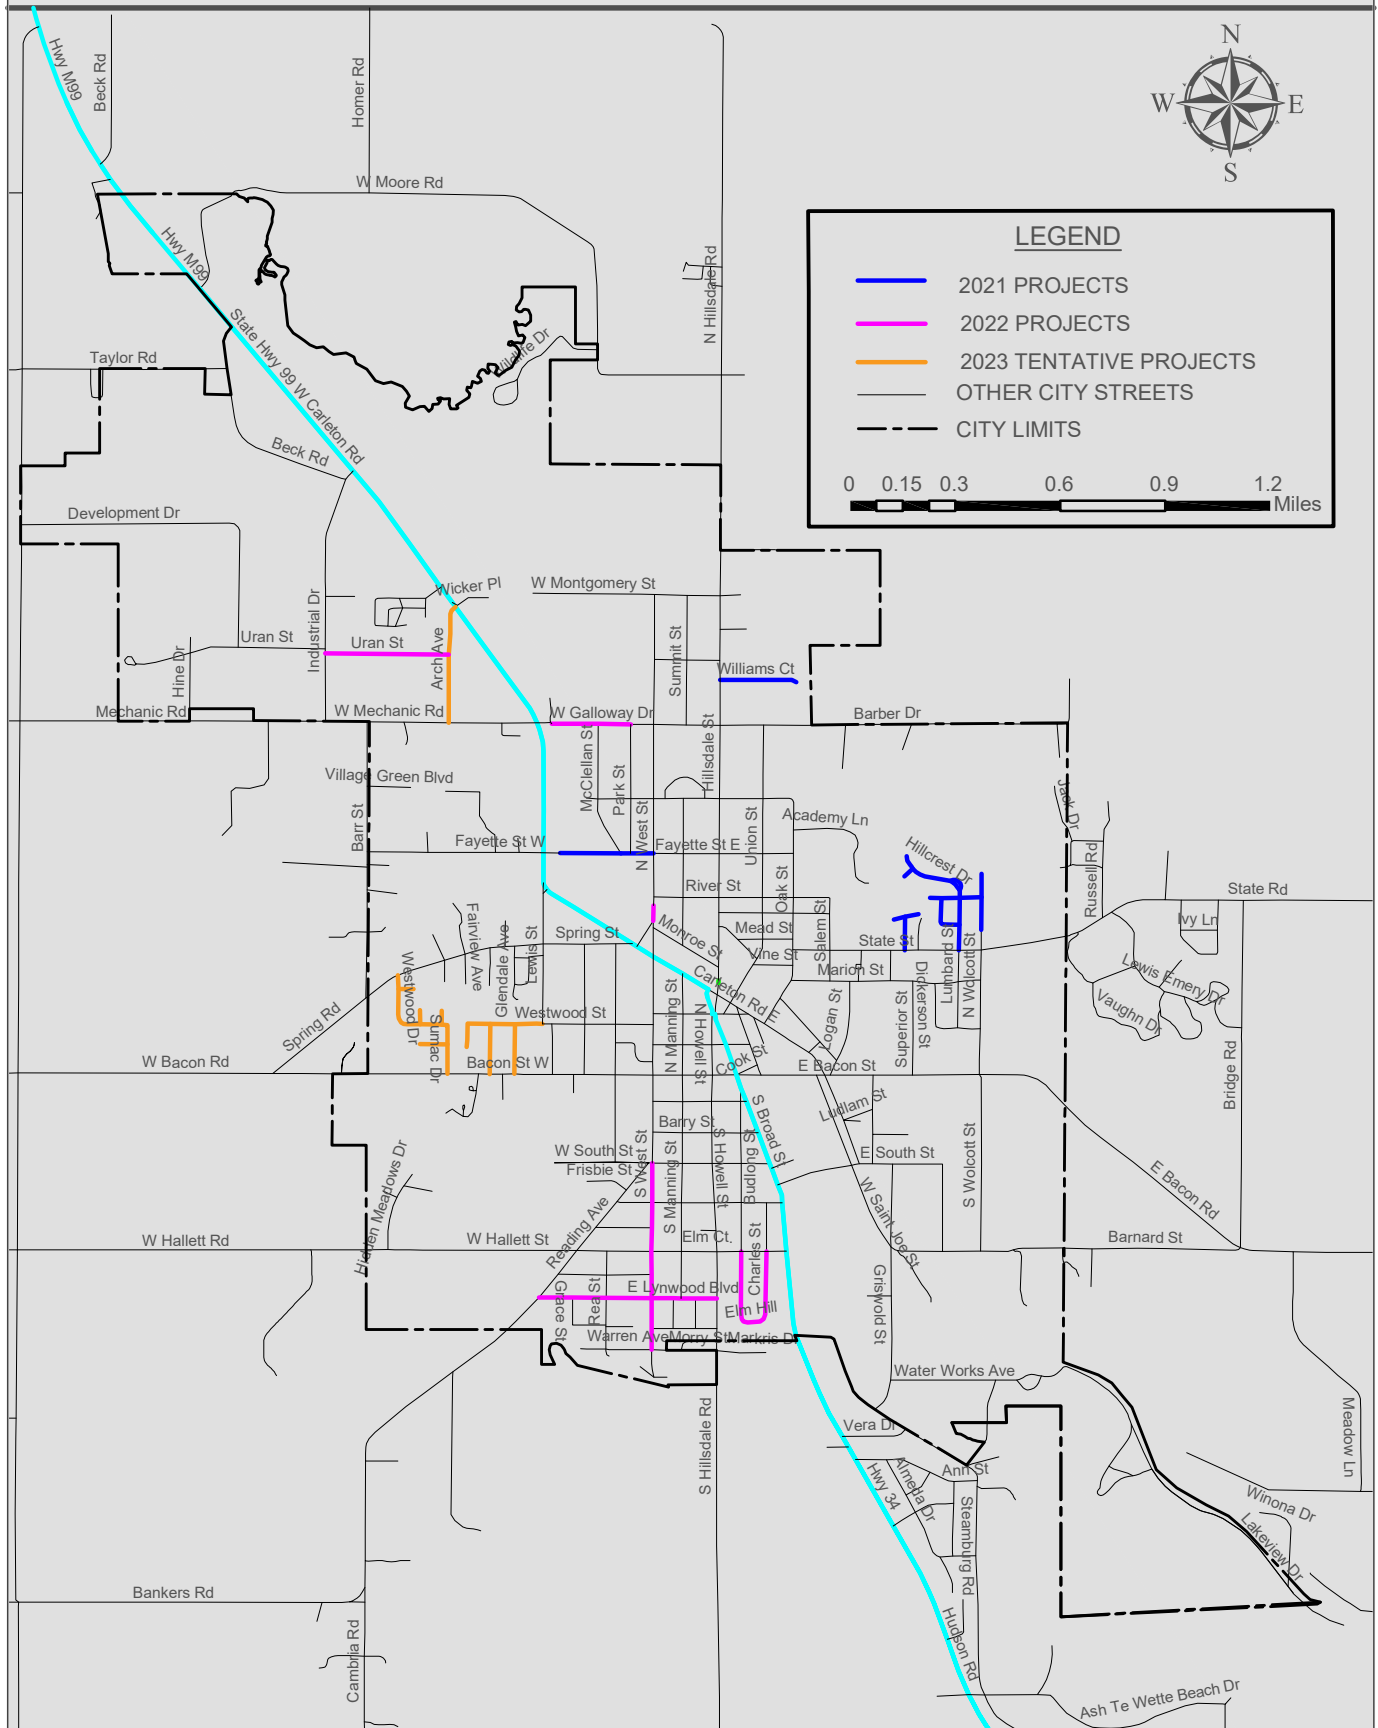 N
W
E
S
LEGEND
2021 PROJECTS
2022 PROJECTS
2023 TENTATIVE PROJECTS
OTHER CITY STREETS
CITY LIMITS
0 0.15 0.3 0.6 0.9 1.2
Miles
Hwy M99
Beck Rd
Homer Rd
W Moore Rd
Hwy M99
N Hillsdale Rd
State Hwy 99 W Carleton Rd
Taylor Rd
Beck Rd
Development Dr
Wicker Pl
W Montgomery St
Industrial Dr
Uran St
Uran St
Arch Ave
Summit St
Williams Ct
Hine Dr
Mechanic Rd
W Mechanic Rd
W Galloway Dr
Barber Dr
Hillsdale St
McClellan St
Park St
Village Green Blvd
Jack Dr
Barr St
N West St
Union St
Academy Ln
Fayette St W
Fayette St E
Hillcrest Dr
Russell Rd
River St
Oak St
State Rd
Fairview Ave
Glendale Ave
Lewis St
Spring St
Monroe St
Mead St
Salem St
Vine St
State St
Lumbard St
N Wolcott St
Ivy Ln
Westwood Dr
Carleton Rd E
Marion St
Dickerson St
Lewis Emery Dr
Vaughn Dr
Spring Rd
Sumac Dr
Westwood St
N Manning St
N Howell St
Logan St
Superior St
W Bacon Rd
Bacon St W
Cook St
E Bacon St
Bridge Rd
S Broad St
Ludlam St
Barry St
S West St
S Manning St
S Howell St
Budlong St
W South St
Frisbie St
E South St
S Wolcott St
E Bacon Rd
Hidden Meadows Dr
Reading Ave
W Saint Joe St
W Hallett Rd
W Hallett St
Elm Ct.
Charles St
Barnard St
Grace St
Rea St
E Lynwood Blvd
Elm Hill
Griswold St
Warren Ave
Morry St
Markris D
Water Works Ave
S Hillsdale Rd
Vera Dr
Meadow Ln
Hwy 34
Almeda Dr
Ann St
Steamburg Rd
Winona Dr
Lakeview Dr
Bankers Rd
Cambria Rd
Hudson Rd
Ash Te Wette Beach Dr